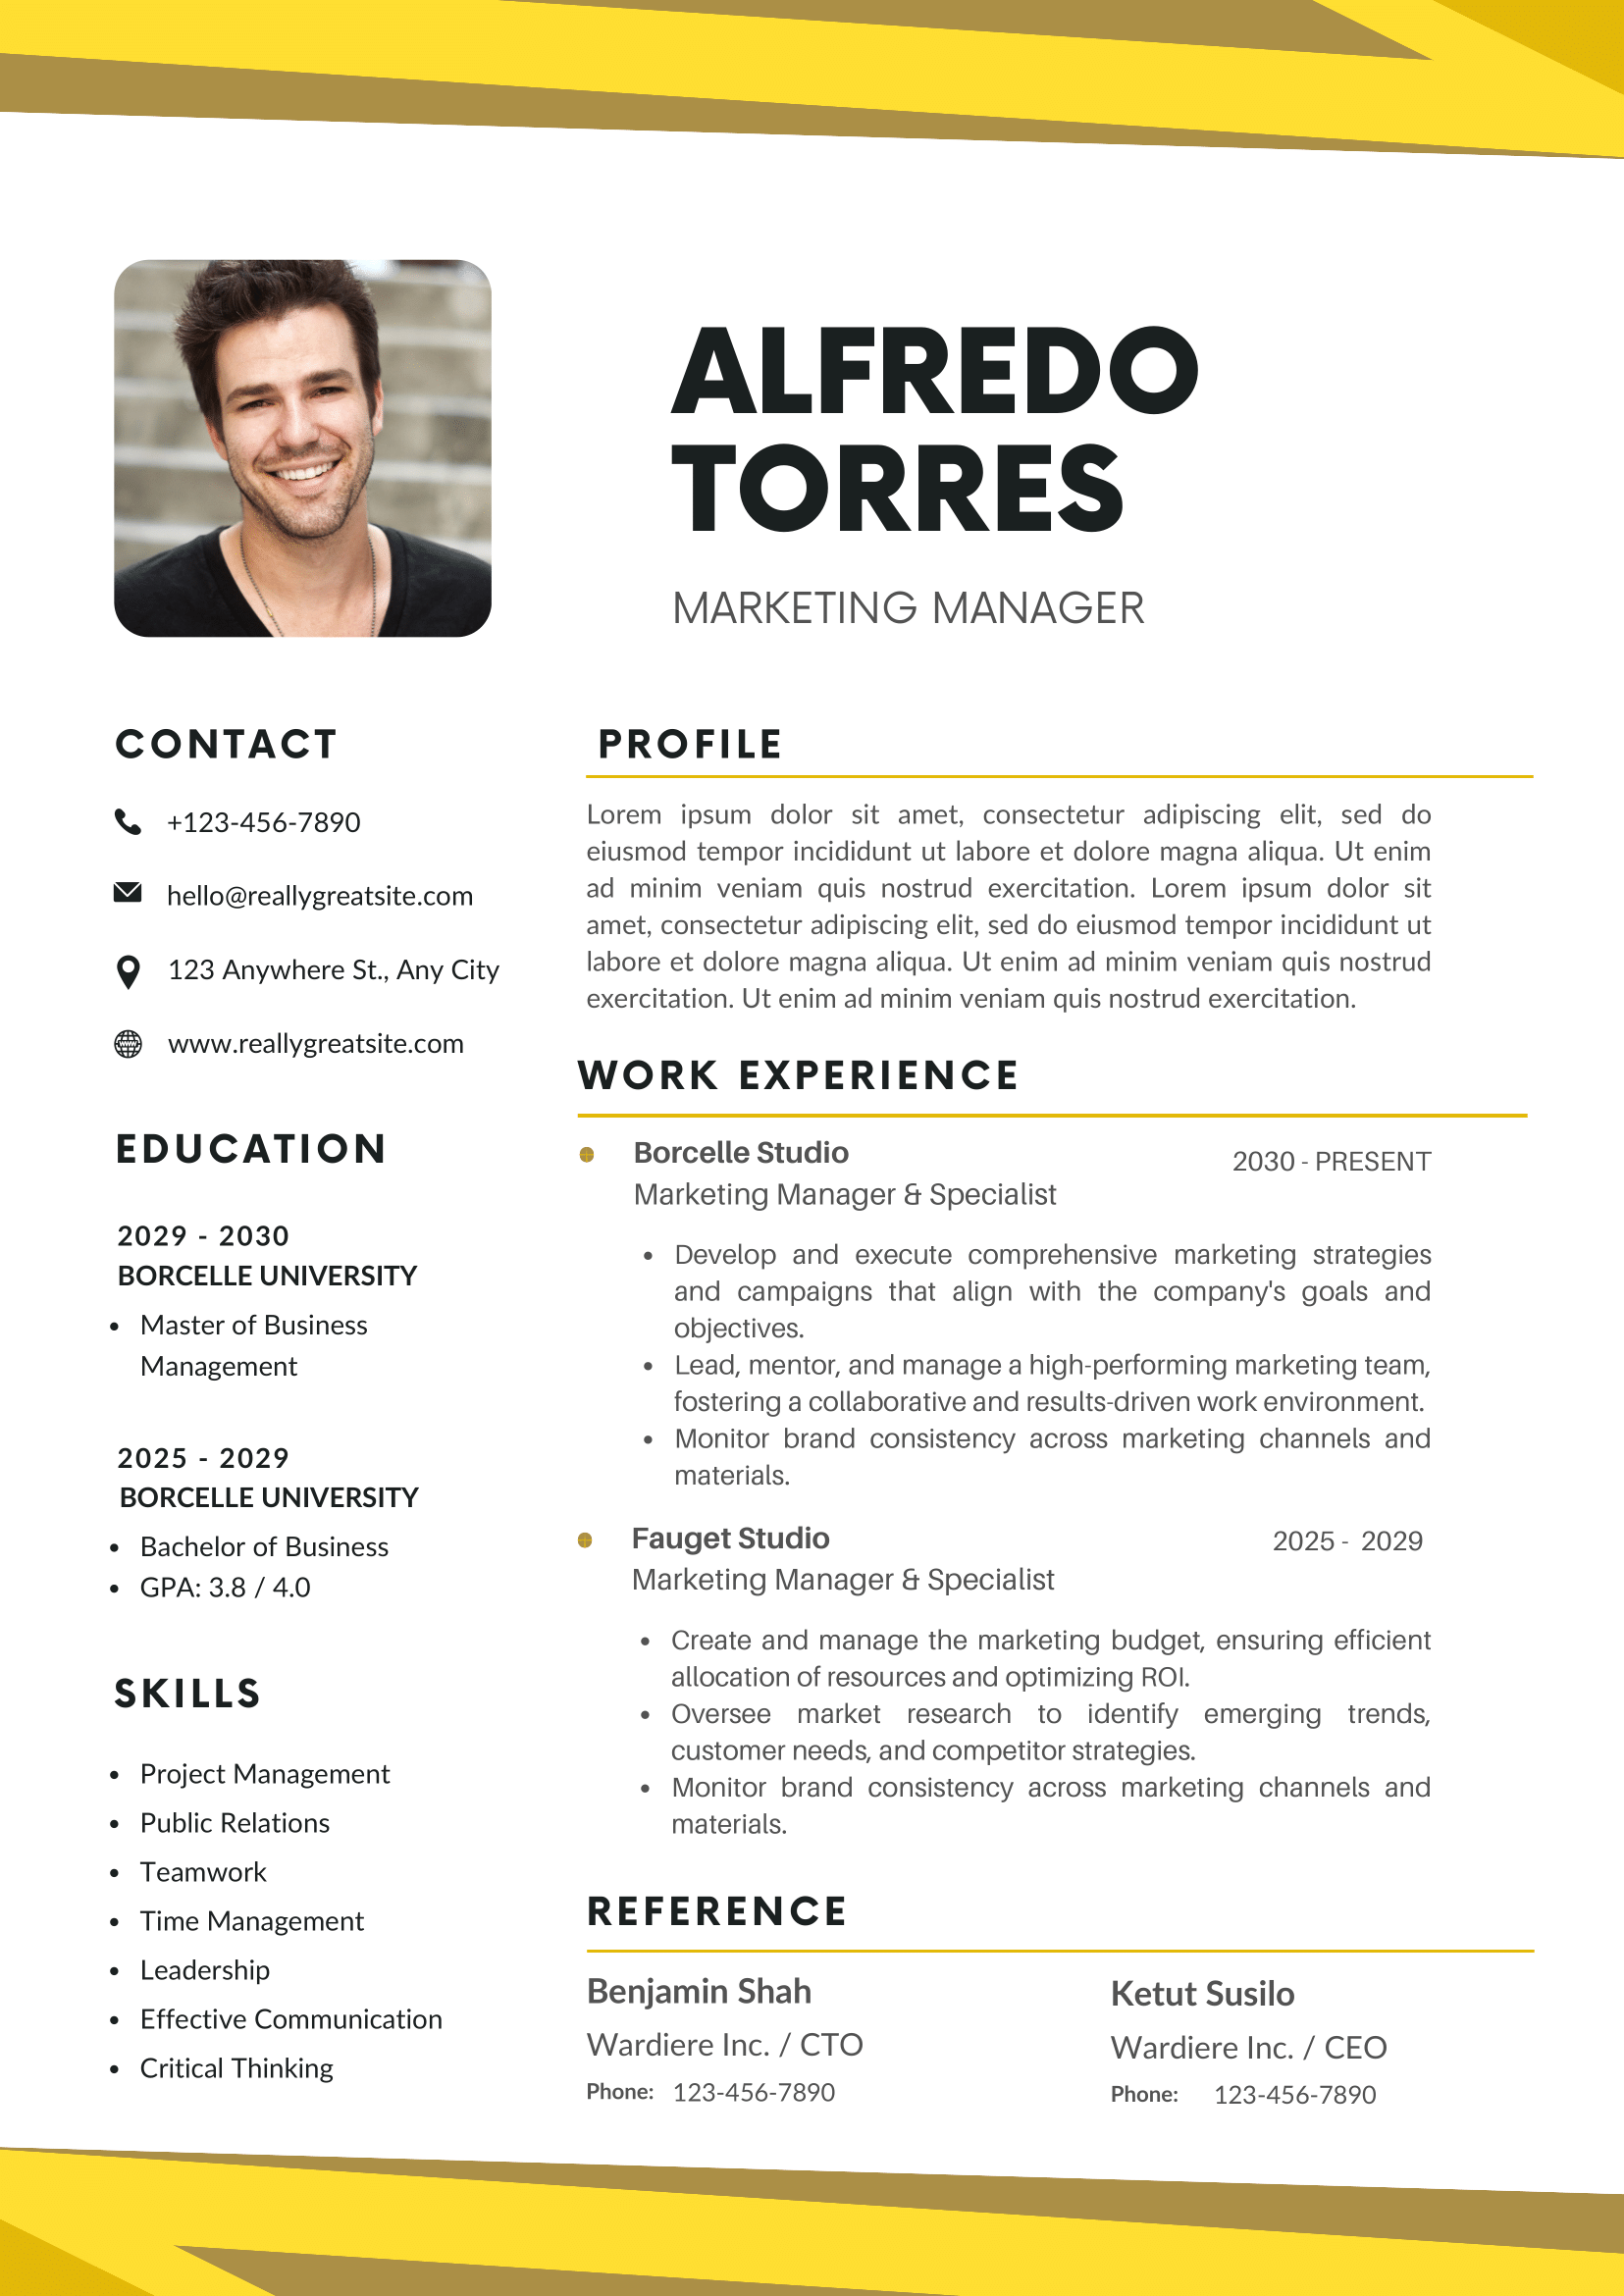 ALFREDO
TORRES
MARKETING MANAGER
CONTACT
+123-456-7890
hello@reallygreatsite.com
123 Anywhere St., Any City
www.reallygreatsite.com
EDUCATION
2029 - 2030
BORCELLE UNIVERSITY
• Master of Business
Management
2025 - 2029
BORCELLE UNIVERSITY
• Bachelor of Business
• GPA: 3.8 / 4.0
SKILLS
• Project Management
• Public Relations
• Teamwork
• Time Management
• Leadership
• Effective Communication
• Critical Thinking
PROFILE
Lorem ipsum dolor sit amet, consectetur adipiscing elit, sed do
eiusmod tempor incididunt ut labore et dolore magna aliqua. Ut enim
ad minim veniam quis nostrud exercitation. Lorem ipsum dolor sit
amet, consectetur adipiscing elit, sed do eiusmod tempor incididunt ut
labore et dolore magna aliqua. Ut enim ad minim veniam quis nostrud
exercitation. Ut enim ad minim veniam quis nostrud exercitation.
WORK EXPERIENCE
Borcelle Studio
2030 - PRESENT
Marketing Manager & Specialist
• Develop and execute comprehensive marketing strategies
and campaigns that align with the company's goals and
objectives.
• Lead, mentor, and manage a high-performing marketing team,
fostering a collaborative and results-driven work environment.
• Monitor brand consistency across marketing channels and
materials.
Fauget Studio
2025 - 2029
Marketing Manager & Specialist
• Create and manage the marketing budget, ensuring efficient
allocation of resources and optimizing ROI.
• Oversee market research to identify emerging trends,
customer needs, and competitor strategies.
• Monitor brand consistency across marketing channels and
materials.
REFERENCE
Benjamin Shah
Wardiere Inc. / CTO
Phone: 123-456-7890
Ketut Susilo
Wardiere Inc. / CEO
Phone: 123-456-7890